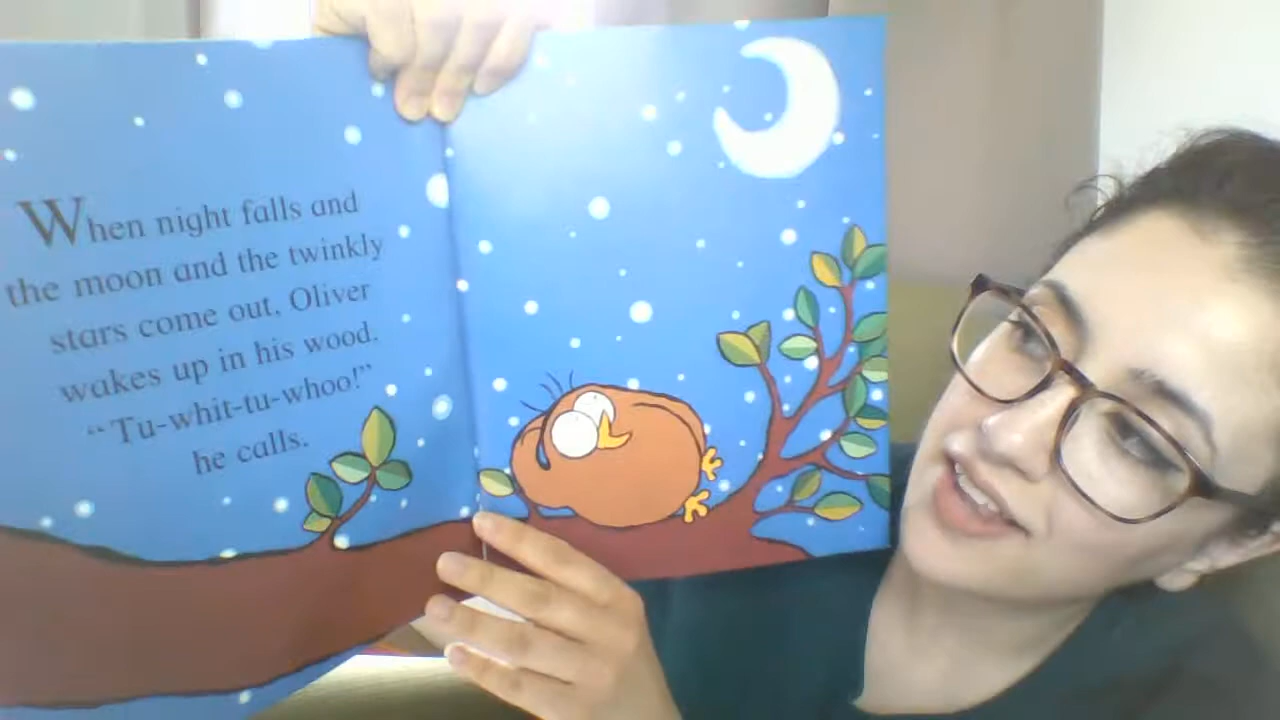 When night falls and
the moon and the twinkly
stars come out, Oliver
wakes up in his wood.
“Tu-whit-tu-whoo!”
he calls.